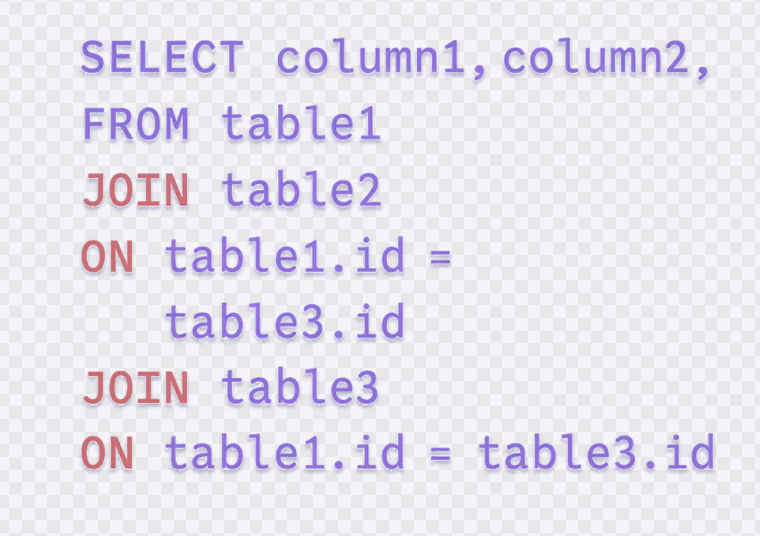 SELECT column1, column2,
FROM table1
JOIN table2
ON table1.id =
table3.id
JOIN table3
ON table1.id = table3.id